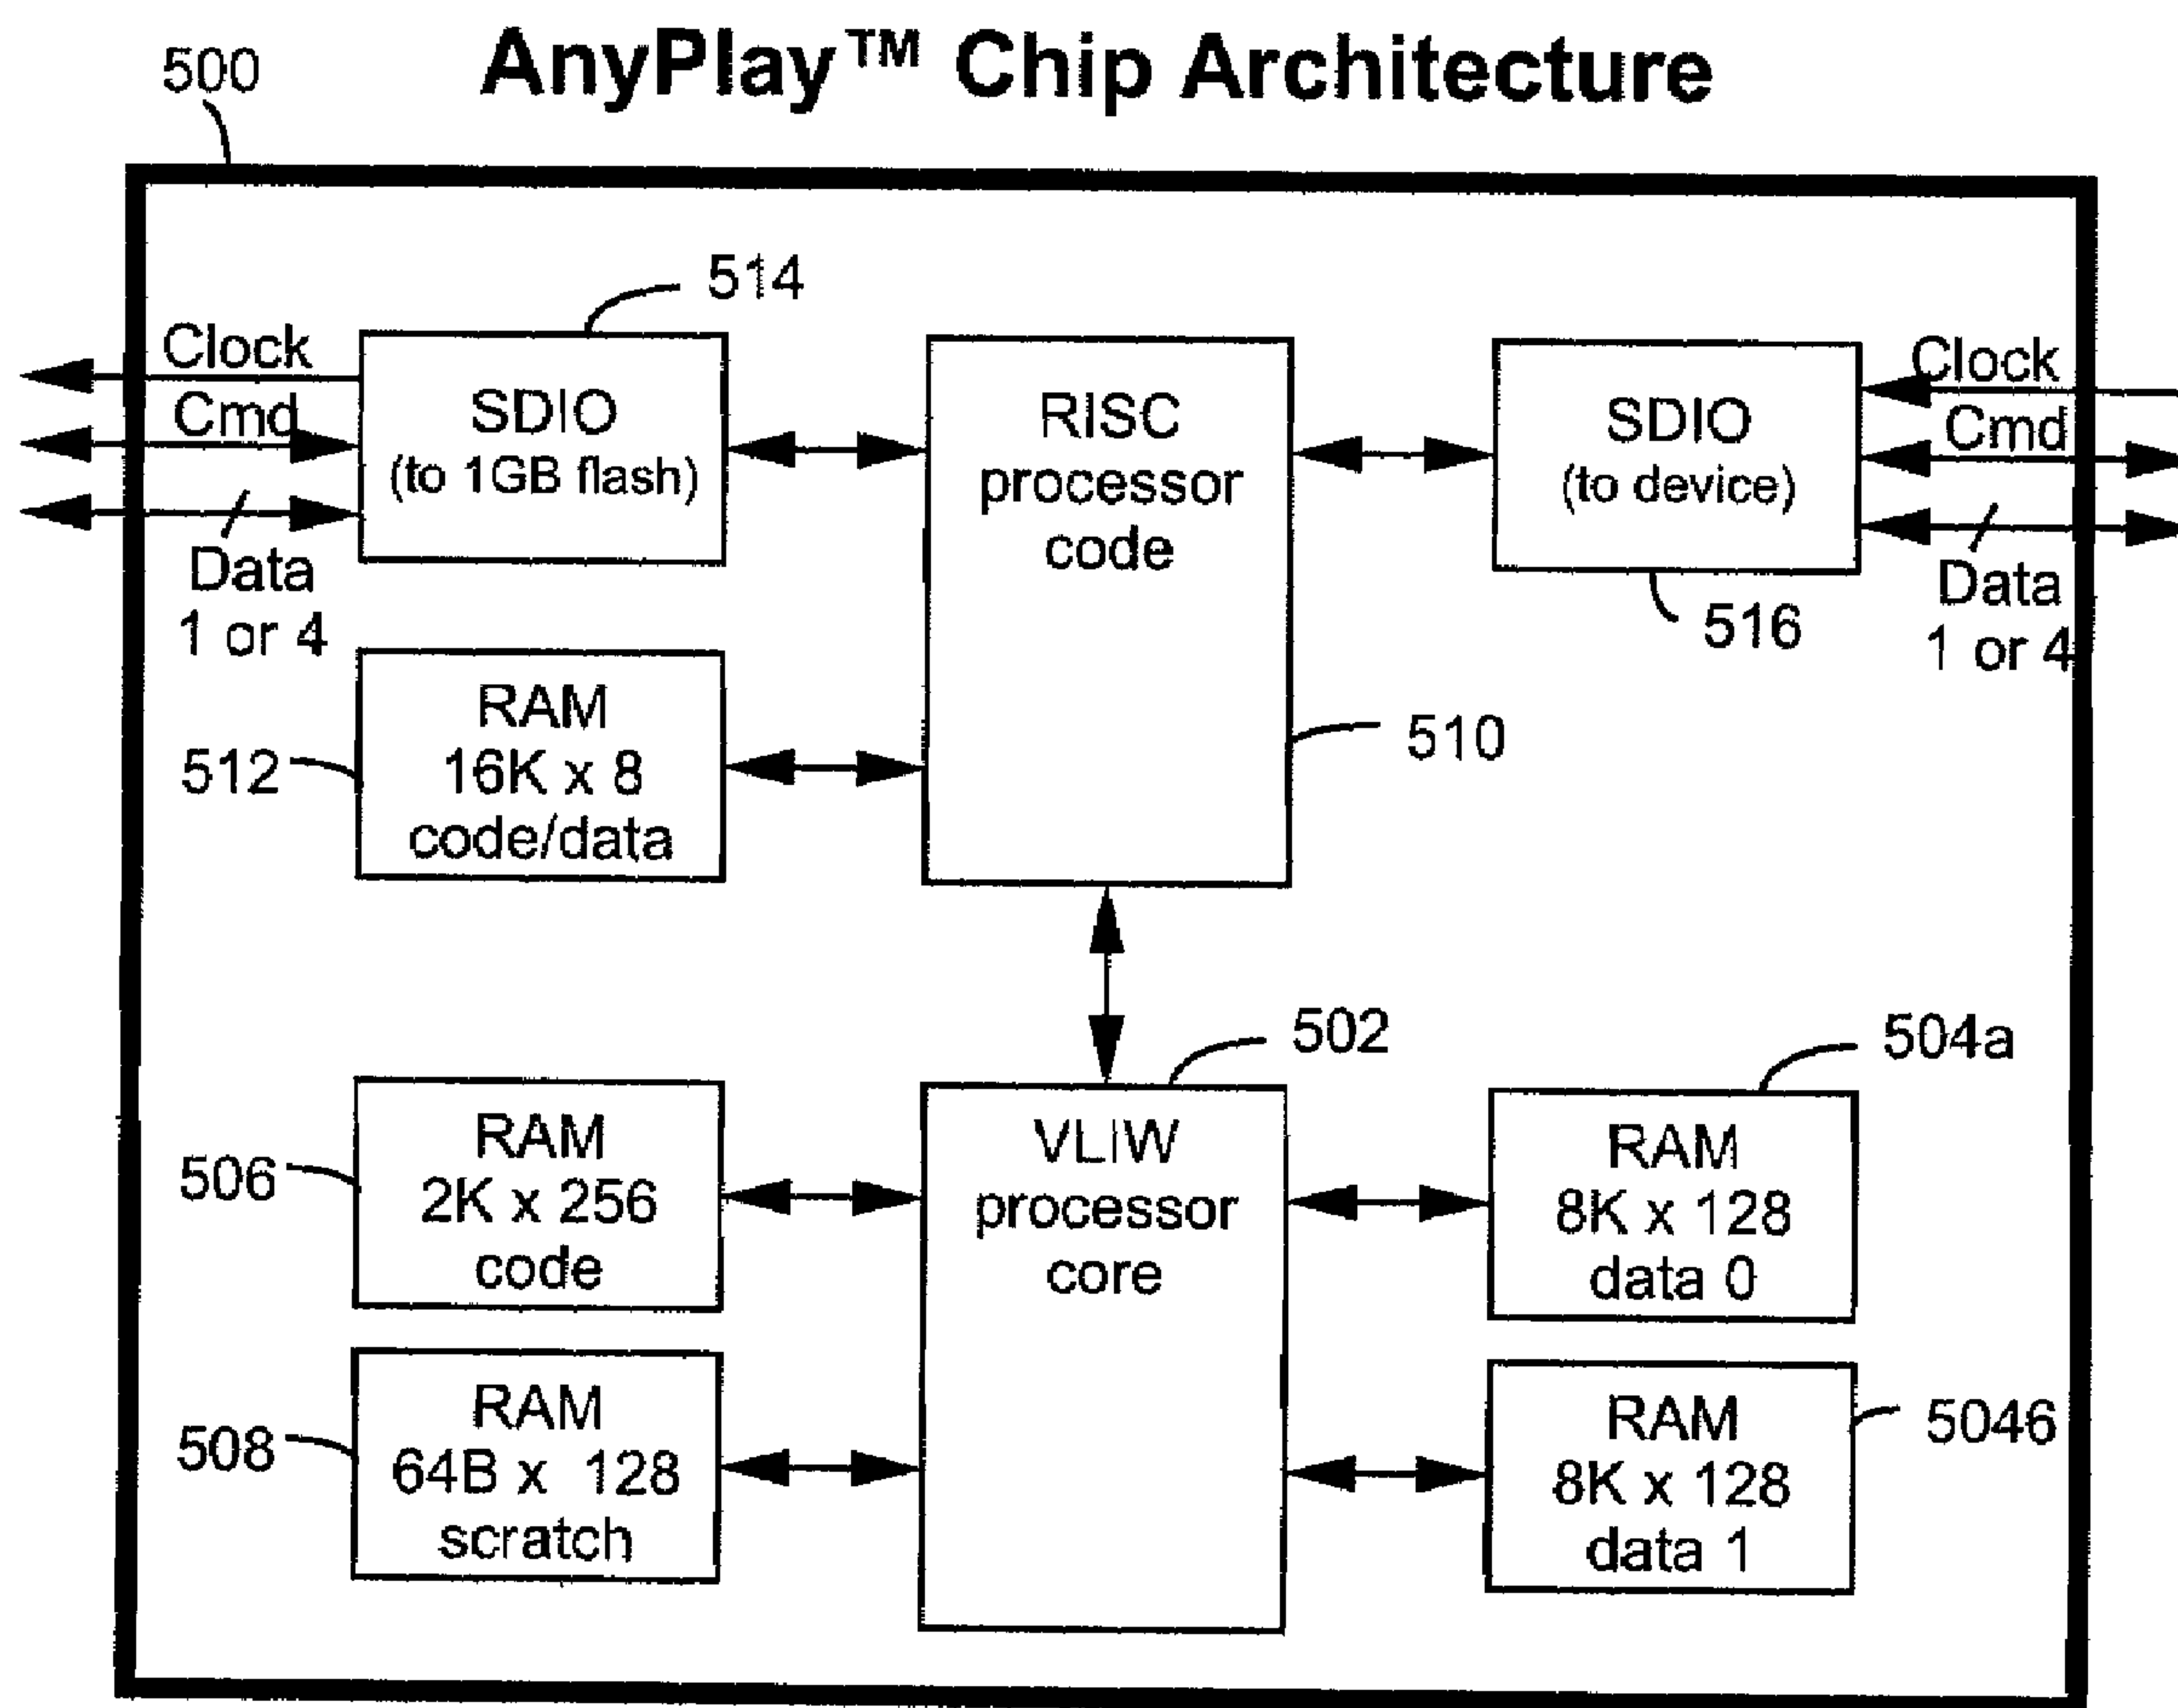 AnyPlay™ Chip Architecture
500
514
Clock
Cmd
Data
1 or 4
SDIO
(to 1GB flash)
RISC
processor
code
SDIO
(to device)
Clock
Cmd
Data
1 or 4
516
510
512
RAM
16K x 8
code/data
502
504a
506
RAM
2K x 256
code
VLIW
processor
core
RAM
8K x 128
data 0
508
RAM
64B x 128
scratch
RAM
8K x 128
data 1
5046